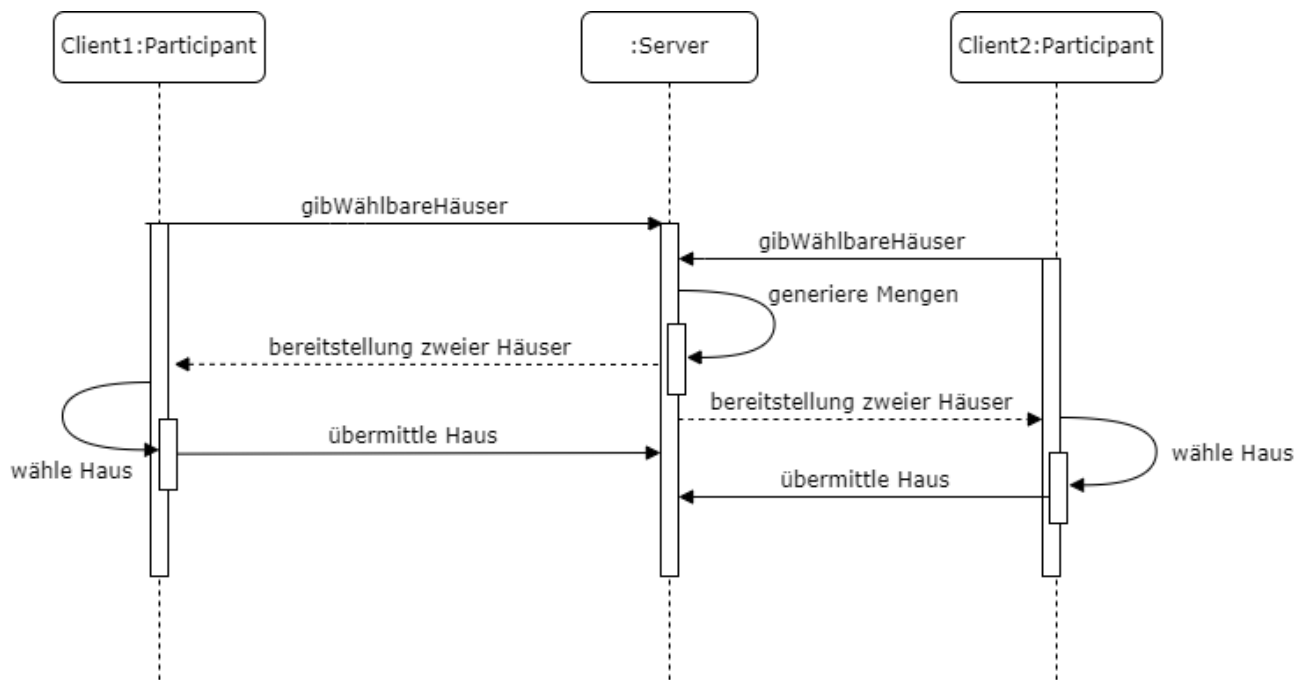 Client1:Participant
:Server
Client2:Participant
gibWählbareHäuser
gibWählbareHäuser
generiere Mengen
bereitstellung zweier Häuser
bereitstellung zweier Häuser
übermittle Haus
wähle Haus
wähle Haus
übermittle Haus